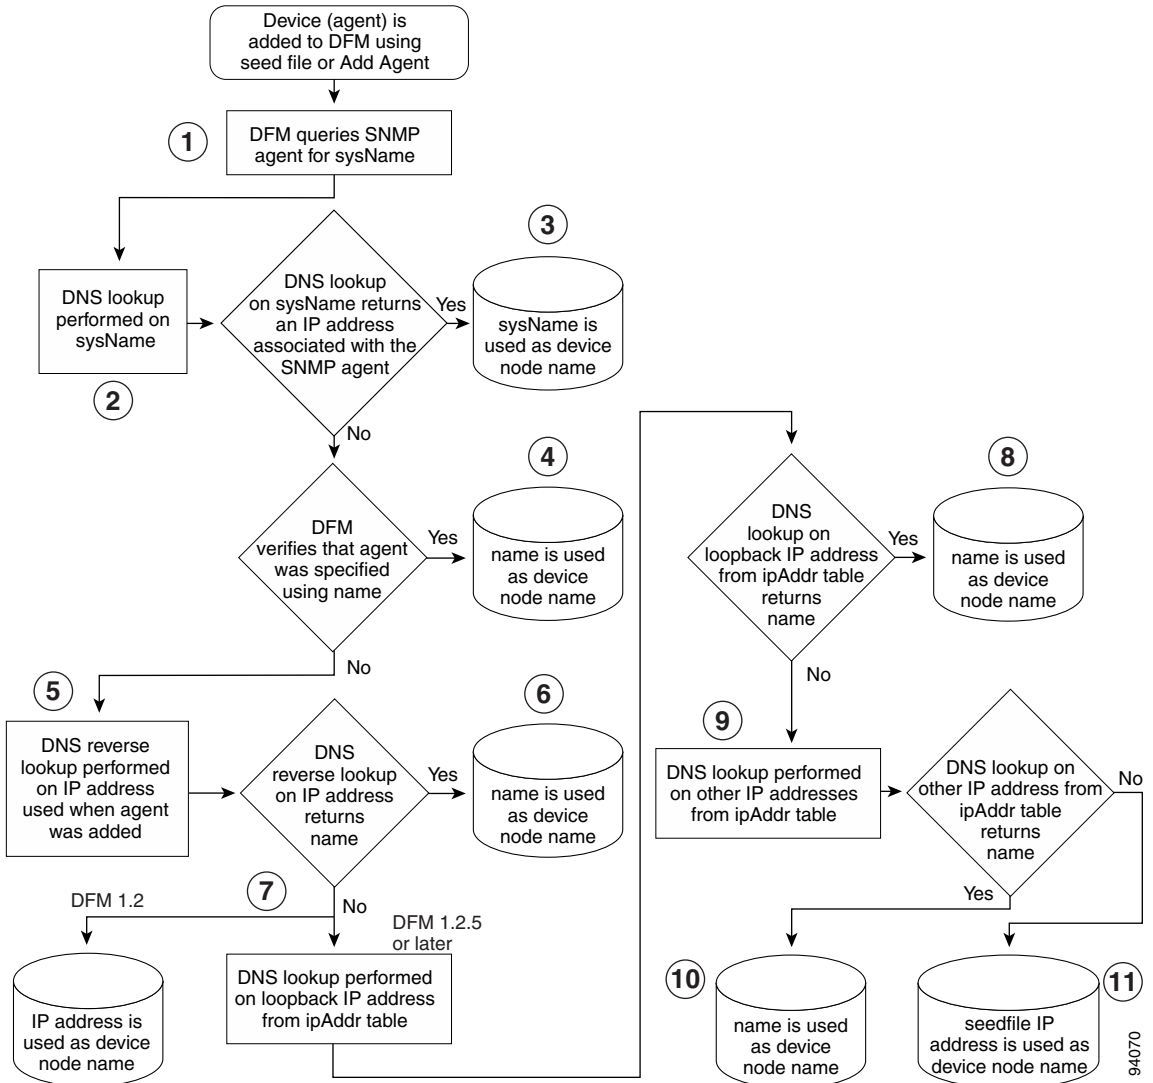 Device (agent) is
added to DFM using
seed file or Add Agent
1
DFM queries SNMP
agent for sysName
3
DNS lookup
performed on
sysName
2
DNS lookup
on sysName returns
an IP address
associated with the
SNMP agent
Yes
sysName is
used as device
node name
No
4
DFM
verifies that agent
was specified
using name
Yes
name is used
as device
node name
No
5
DNS reverse
lookup performed
on IP address
used when agent
was added
6
DNS
reverse lookup
on IP address
returns
name
Yes
name is used
as device
node name
7
No
DFM 1.2
DFM 1.2.5
or later
IP address is
used as device
node name
DNS lookup performed
on loopback IP address
from ipAddr table
8
DNS
lookup on
loopback IP address
from ipAddr table
returns
name
Yes
name is used
as device
node name
No
9
DNS lookup performed
on other IP addresses
from ipAddr table
DNS lookup on
other IP address from
ipAddr table
returns
name
No
Yes
10
name is used
as device
node name
11
seedfile IP
address is used as
device node name
94070